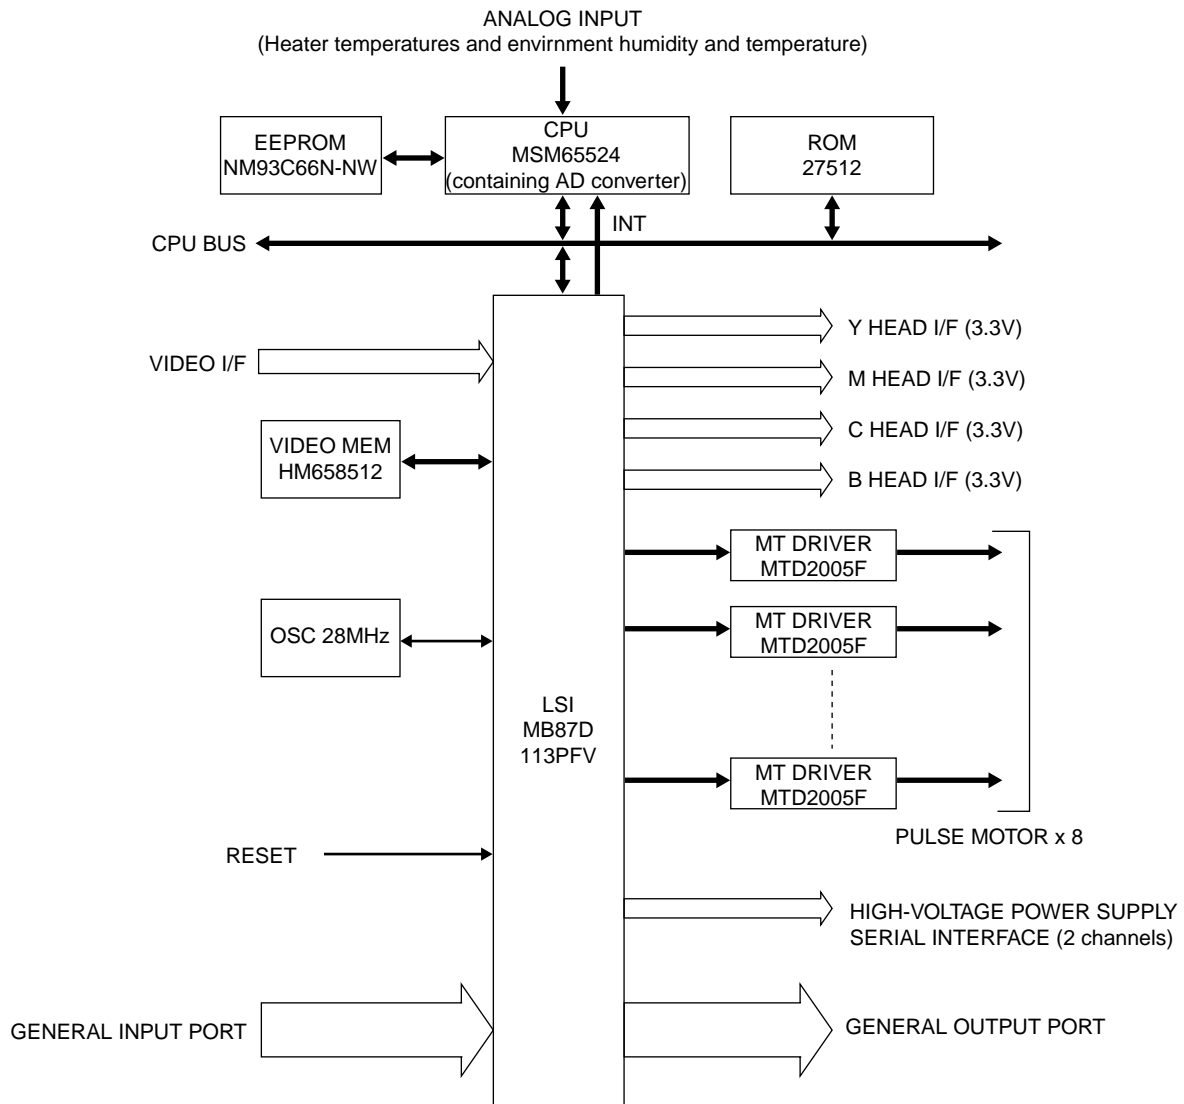 ANALOG INPUT
(Heater temperatures and envirnment humidity and temperature)
EEPROM
NM93C66N-NW
CPU
MSM65524
(containing AD converter)
ROM
27512
INT
CPU BUS
VIDEO I/F
Y HEAD I/F (3.3V)
M HEAD I/F (3.3V)
C HEAD I/F (3.3V)
B HEAD I/F (3.3V)
VIDEO MEM
HM658512
MT DRIVER
MTD2005F
OSC 28MHz
MT DRIVER
MTD2005F
LSI
MB87D
113PFV
MT DRIVER
MTD2005F
PULSE MOTOR x 8
RESET
HIGH-VOLTAGE POWER SUPPLY
SERIAL INTERFACE (2 channels)
GENERAL INPUT PORT
GENERAL OUTPUT PORT